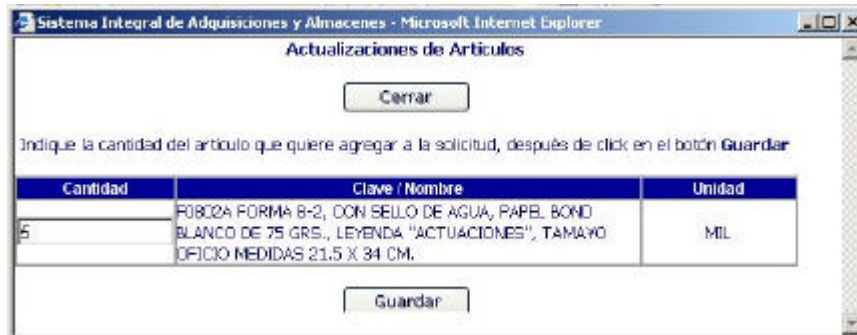 Sistema Integral de Adquisiciones y Almacenes - Microsoft Internet Explorer
Actualizaciones de Artículos
Cerrar
Indique la cantidad del artículo que quiere agregar a la solicitud, después de click en el botón Guardar
Cantidad Clave / Nombre Unidad
F0802A FORMA 8-2, CON SELLO DE AGUA, PAPEL BOND
5 BLANCO DE 75 GRS., LEYENDA "ACTUACIONES", TAMAYO MIL
OFICIO MEDIDAS 21.5 X 34 CM.
Guardar